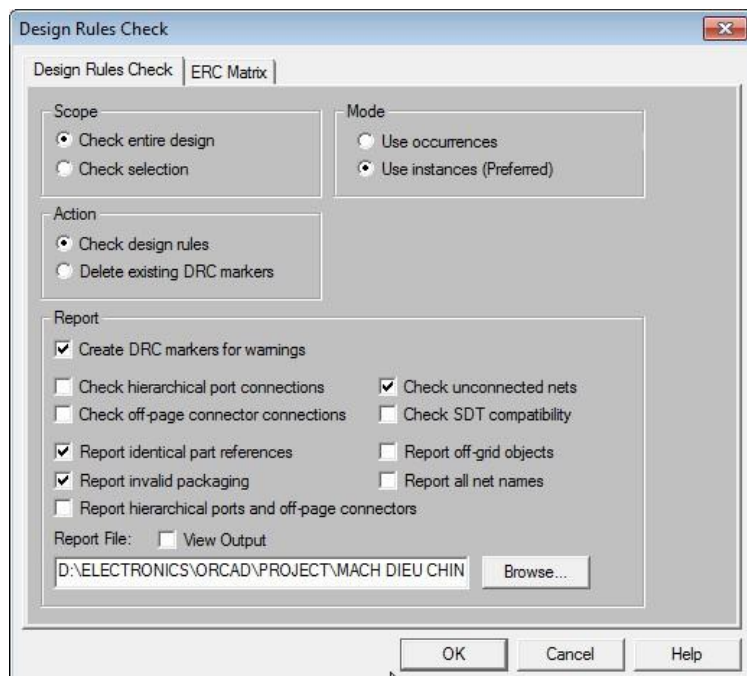 Design Rules Check
Design Rules Check ERC Matrix
Scope
Check entire design
Check selection
Mode
Use occurrences
Use instances (Preferred)
Action
Check design rules
Delete existing DRC markers
Report
Create DRC markers for warnings
Check hierarchical port connections
Check unconnected nets
Check off-page connector connections
Check SDT compatibility
Report identical part references
Report off-grid objects
Report invalid packaging
Report all net names
Report hierarchical ports and off-page connectors
Report File: View Output
D:\ELECTRONICS\ORCAD\PROJECT\MACH DIEU CHIN
Browse...
OK Cancel Help